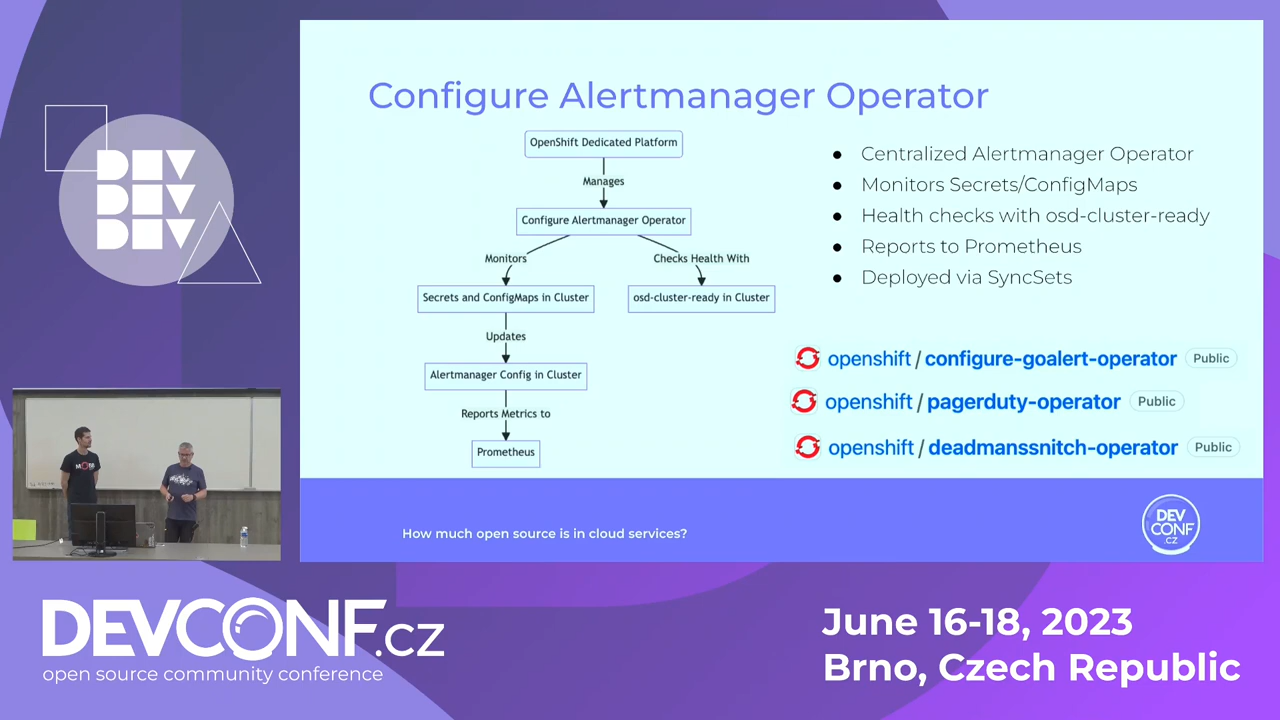 DEV
DEV
DEV
Configure Alertmanager Operator
OpenShift Dedicated Platform
Manages
Configure Alertmanager Operator
Monitors
Checks Health With
Secrets and ConfigMaps in Cluster
osd-cluster-ready in Cluster
Updates
Alertmanager Config in Cluster
Reports Metrics to
Prometheus
● Centralized Alertmanager Operator
● Monitors Secrets/ConfigMaps
● Health checks with osd-cluster-ready
● Reports to Prometheus
● Deployed via SyncSets
openshift/configure-goalert-operator Public
openshift/pagerduty-operator Public
openshift/deadmanssnitch-operator Public
How much open source is in cloud services?
DEV
CONF
.CZ
DEVCONF.cz
open source community conference
June 16-18, 2023
Brno, Czech Republic